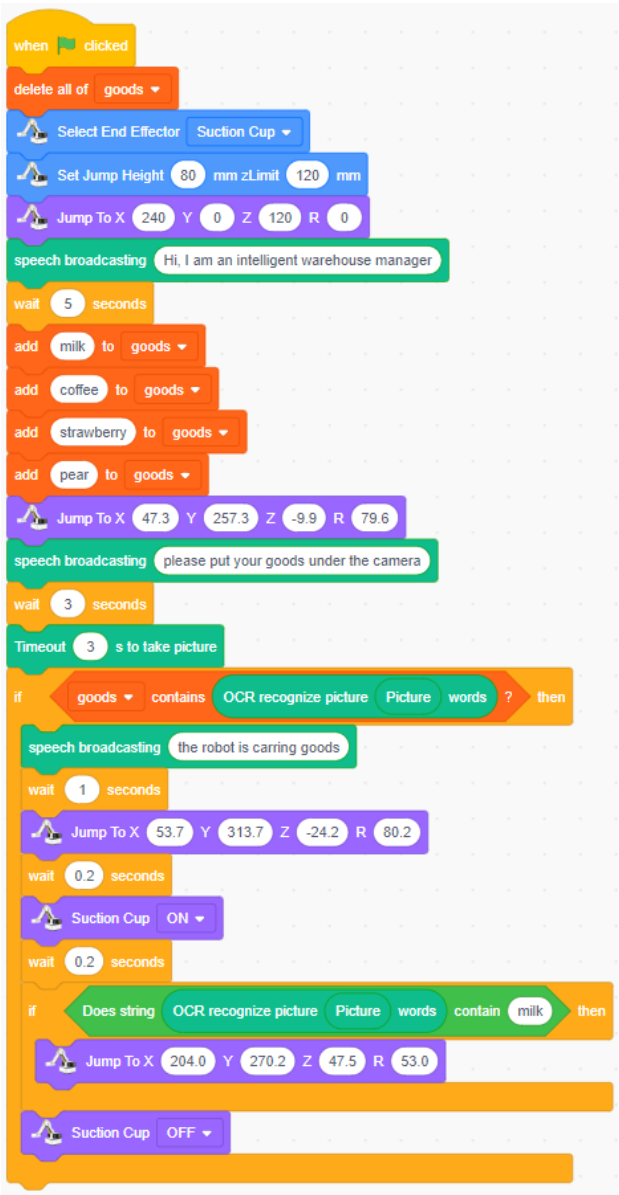 when clicked
delete all of goods
Select End Effector Suction Cup
Set Jump Height 80 mm zLimit 120 mm
Jump To X 240 Y 0 Z 120 R 0
speech broadcasting Hi, I am an intelligent warehouse manager
wait 5 seconds
add milk to goods
add coffee to goods
add strawberry to goods
add pear to goods
Jump To X 47.3 Y 257.3 Z -9.9 R 79.6
speech broadcasting please put your goods under the camera
wait 3 seconds
Timeout 3 s to take picture
if goods contains OCR recognize picture Picture words ? then
speech broadcasting the robot is carring goods
wait 1 seconds
Jump To X 53.7 Y 313.7 Z -24.2 R 80.2
wait 0.2 seconds
Suction Cup ON
wait 0.2 seconds
if Does string OCR recognize picture Picture words contain milk then
Jump To X 204.0 Y 270.2 Z 47.5 R 53.0
Suction Cup OFF